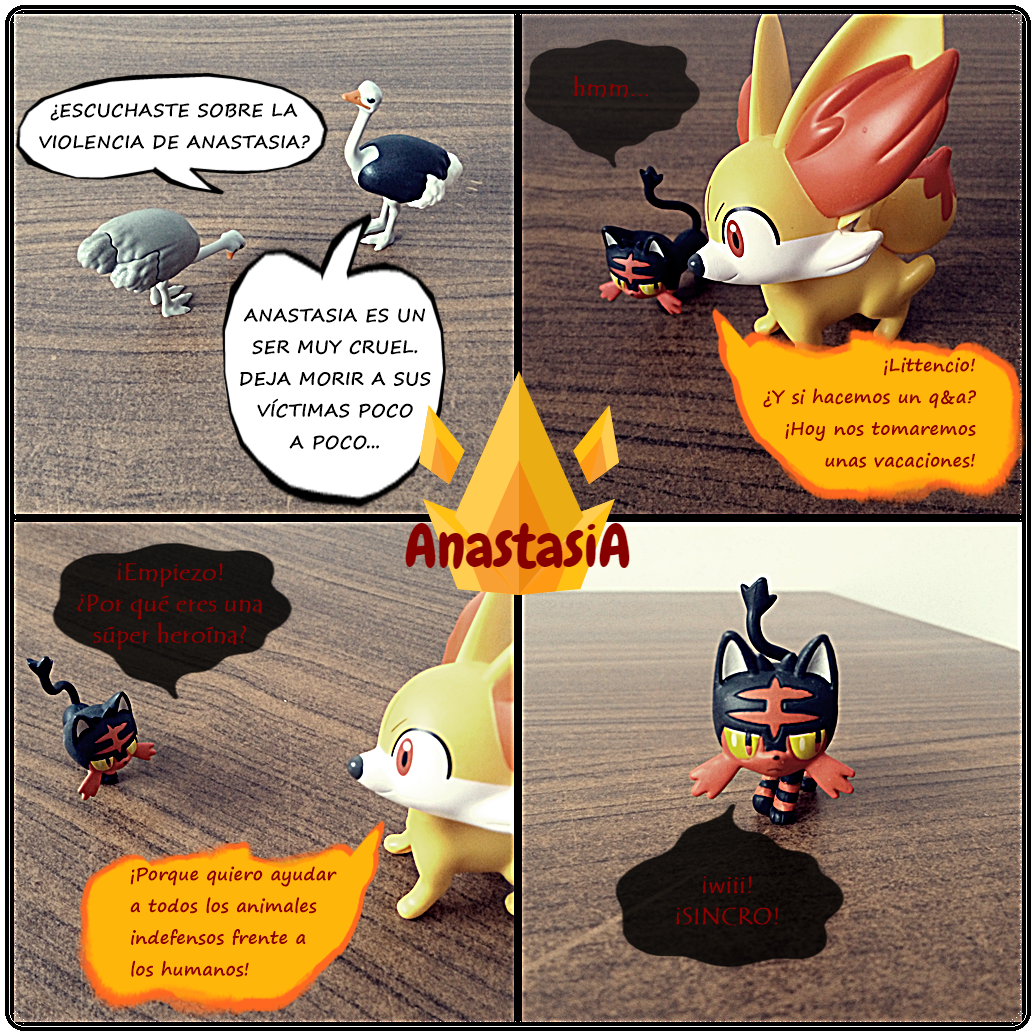 ¿ESCUCHASTE SOBRE LA
VIOLENCIA DE ANASTASIA?
ANASTASIA ES UN
SER MUY CRUEL.
DEJA MORIR A SUS
VÍCTIMAS POCO
A POCO...
hmm...
¡Littencio!
¿Y si hacemos un q&a?
¡Hoy nos tomaremos
unas vacaciones!
AnastasiA
¡Empiezo!
¿Por qué eres una
súper heroína?
¡Porque quiero ayudar
a todos los animales
indefensos frente a
los humanos!
¡wiii!
¡SINCRO!